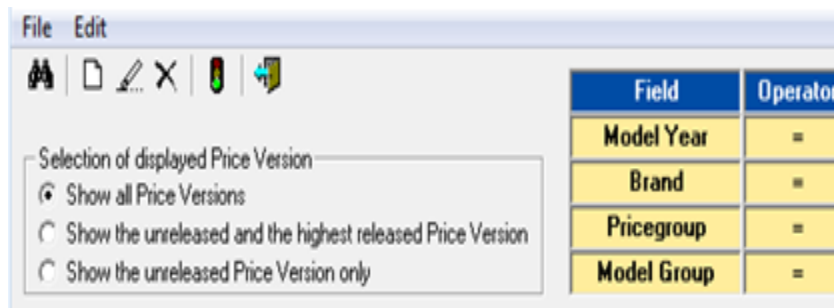 File Edit
Selection of displayed Price Version
Show all Price Versions
Show the unreleased and the highest released Price Version
Show the unreleased Price Version only
Field Operator
Model Year =
Brand =
Pricegroup =
Model Group =